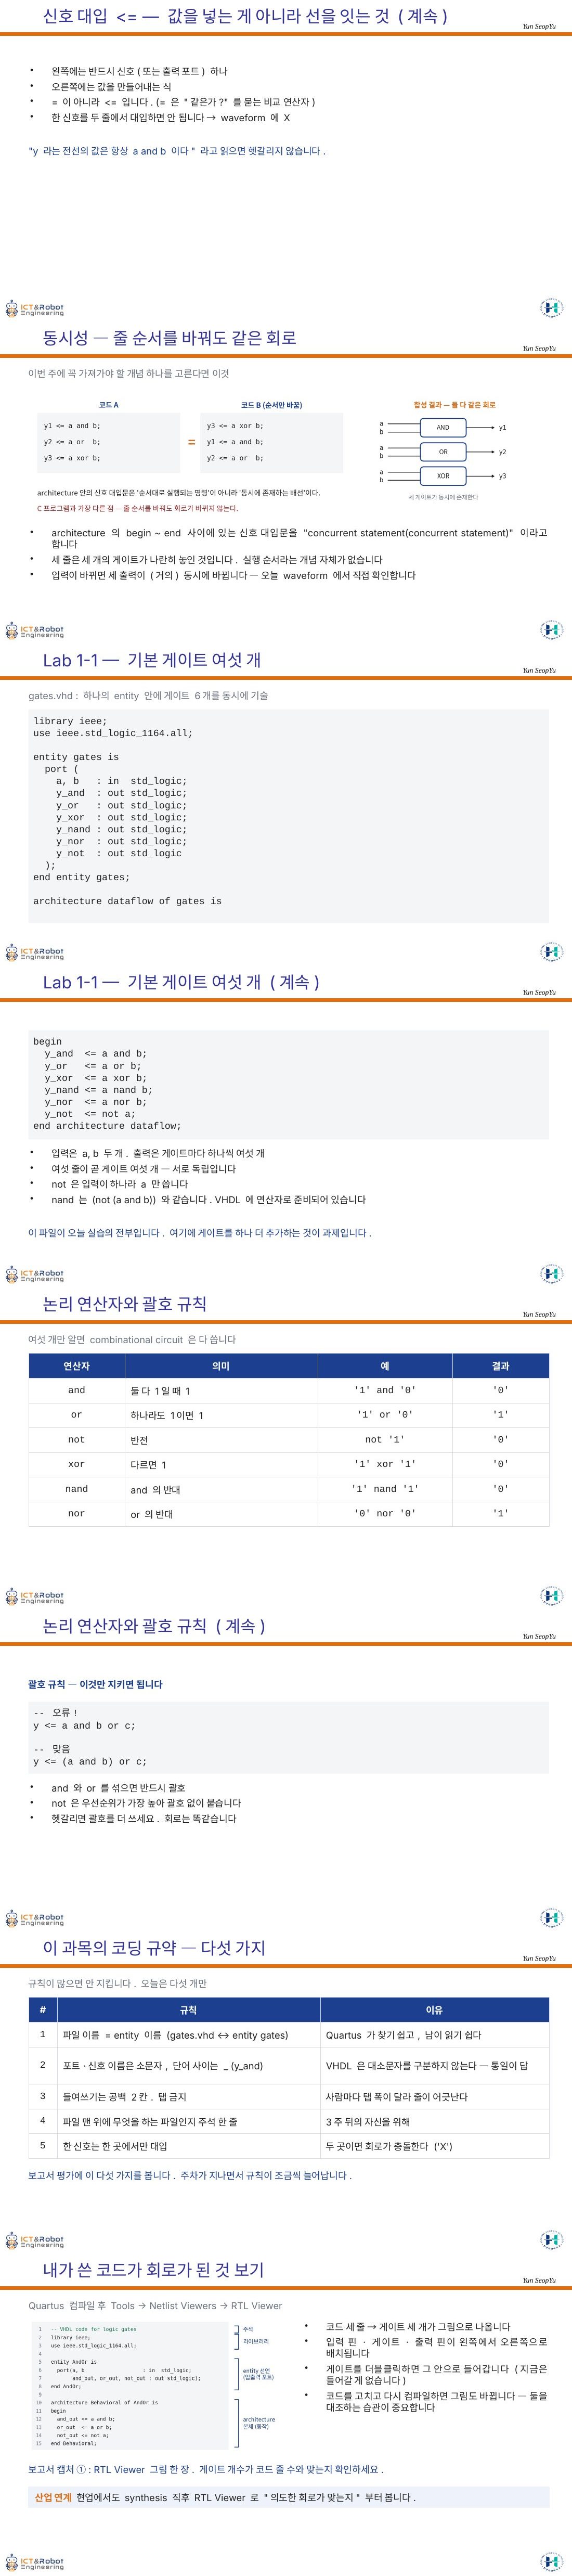 신호 대입 <= — 값을 넣는 게 아니라 선을 잇는 것 ( 계속 )
Yun SeopYu
• 왼쪽에는 반드시 신호 ( 또는 출력 포트 ) 하나
• 오른쪽에는 값을 만들어내는 식
• = 이 아니라 <= 입니다 . (= 은 " 같은가 ?" 를 묻는 비교 연산자 )
• 한 신호를 두 줄에서 대입하면 안 됩니다 → waveform 에 X
"y 라는 전선의 값은 항상 a and b 이다 " 라고 읽으면 헷갈리지 않습니다 .
ICT&Robot
Engineering
동시성 — 줄 순서를 바꿔도 같은 회로
Yun SeopYu
이번 주에 꼭 가져가야 할 개념 하나를 고른다면 이것
코드 A
y1 <= a and b;
y2 <= a or  b;
y3 <= a xor b;
=
코드 B (순서만 바꿈)
y3 <= a xor b;
y1 <= a and b;
y2 <= a or  b;
합성 결과 — 둘 다 같은 회로
a
b
AND
y1
a
b
OR
y2
a
b
XOR
y3
세 게이트가 동시에 존재한다
architecture 안의 신호 대입문은 '순서대로 실행되는 명령'이 아니라 '동시에 존재하는 배선'이다.
C 프로그램과 가장 다른 점 — 줄 순서를 바꿔도 회로가 바뀌지 않는다.
• architecture 의 begin ~ end 사이에 있는 신호 대입문을 "concurrent statement(concurrent statement)" 이라고
합니다
• 세 줄은 세 개의 게이트가 나란히 놓인 것입니다 . 실행 순서라는 개념 자체가 없습니다
• 입력이 바뀌면 세 출력이 ( 거의 ) 동시에 바뀝니다 — 오늘 waveform 에서 직접 확인합니다
ICT&Robot
Engineering
Lab 1-1 — 기본 게이트 여섯 개
Yun SeopYu
gates.vhd : 하나의 entity 안에 게이트 6 개를 동시에 기술
library ieee;
use ieee.std_logic_1164.all;
entity gates is
  port (
    a, b   : in  std_logic;
    y_and  : out std_logic;
    y_or   : out std_logic;
    y_xor  : out std_logic;
    y_nand : out std_logic;
    y_nor  : out std_logic;
    y_not  : out std_logic
  );
end entity gates;
architecture dataflow of gates is
ICT&Robot
Engineering
Lab 1-1 — 기본 게이트 여섯 개 ( 계속 )
Yun SeopYu
begin
  y_and  <= a and b;
  y_or   <= a or b;
  y_xor  <= a xor b;
  y_nand <= a nand b;
  y_nor  <= a nor b;
  y_not  <= not a;
end architecture dataflow;
• 입력은 a, b 두 개 . 출력은 게이트마다 하나씩 여섯 개
• 여섯 줄이 곧 게이트 여섯 개 — 서로 독립입니다
• not 은 입력이 하나라 a 만 씁니다
• nand 는 (not (a and b)) 와 같습니다 . VHDL 에 연산자로 준비되어 있습니다
이 파일이 오늘 실습의 전부입니다 . 여기에 게이트를 하나 더 추가하는 것이 과제입니다 .
ICT&Robot
Engineering
논리 연산자와 괄호 규칙
Yun SeopYu
여섯 개만 알면 combinational circuit 은 다 씁니다
연산자 의미 예 결과
and 둘 다 1 일 때 1 '1' and '0' '0'
or 하나라도 1 이면 1 '1' or '0' '1'
not 반전 not '1' '0'
xor 다르면 1 '1' xor '1' '0'
nand and 의 반대 '1' nand '1' '0'
nor or 의 반대 '0' nor '0' '1'
ICT&Robot
Engineering
논리 연산자와 괄호 규칙 ( 계속 )
Yun SeopYu
괄호 규칙 — 이것만 지키면 됩니다
-- 오류 !
y <= a and b or c;
-- 맞음
y <= (a and b) or c;
• and 와 or 를 섞으면 반드시 괄호
• not 은 우선순위가 가장 높아 괄호 없이 붙습니다
• 헷갈리면 괄호를 더 쓰세요 . 회로는 똑같습니다
ICT&Robot
Engineering
이 과목의 코딩 규약 — 다섯 가지
Yun SeopYu
규칙이 많으면 안 지킵니다 . 오늘은 다섯 개만
# 규칙 이유
1 파일 이름 = entity 이름 (gates.vhd ↔ entity gates) Quartus 가 찾기 쉽고 , 남이 읽기 쉽다
2 포트 · 신호 이름은 소문자 , 단어 사이는 _ (y_and) VHDL 은 대소문자를 구분하지 않는다 — 통일이 답
3 들여쓰기는 공백 2 칸 . 탭 금지 사람마다 탭 폭이 달라 줄이 어긋난다
4 파일 맨 위에 무엇을 하는 파일인지 주석 한 줄 3 주 뒤의 자신을 위해
5 한 신호는 한 곳에서만 대입 두 곳이면 회로가 충돌한다 ('X')
보고서 평가에 이 다섯 가지를 봅니다 . 주차가 지나면서 규칙이 조금씩 늘어납니다 .
ICT&Robot
Engineering
내가 쓴 코드가 회로가 된 것 보기
Yun SeopYu
Quartus 컴파일 후 Tools → Netlist Viewers → RTL Viewer
1 -- VHDL code for logic gates
2 library ieee;
3 use ieee.std_logic_1164.all;
4
5 entity AndOr is
6   port(a, b                : in  std_logic;
7        and_out, or_out, not_out : out std_logic);
8 end AndOr;
9
10 architecture Behavioral of AndOr is
11 begin
12   and_out <= a and b;
13   or_out  <= a or b;
14   not_out <= not a;
15 end Behavioral;
주석
라이브러리
entity 선언
(입출력 포트)
architecture
본체 (동작)
• 코드 세 줄 → 게이트 세 개가 그림으로 나옵니다
• 입력 핀 · 게이트 · 출력 핀이 왼쪽에서 오른쪽으로
배치됩니다
• 게이트를 더블클릭하면 그 안으로 들어갑니다 ( 지금은
들어갈 게 없습니다 )
• 코드를 고치고 다시 컴파일하면 그림도 바뀝니다 — 둘을
대조하는 습관이 중요합니다
보고서 캡처 ① : RTL Viewer 그림 한 장 . 게이트 개수가 코드 줄 수와 맞는지 확인하세요 .
산업 연계 현업에서도 synthesis 직후 RTL Viewer 로 " 의도한 회로가 맞는지 " 부터 봅니다 .
ICT&Robot
Engineering